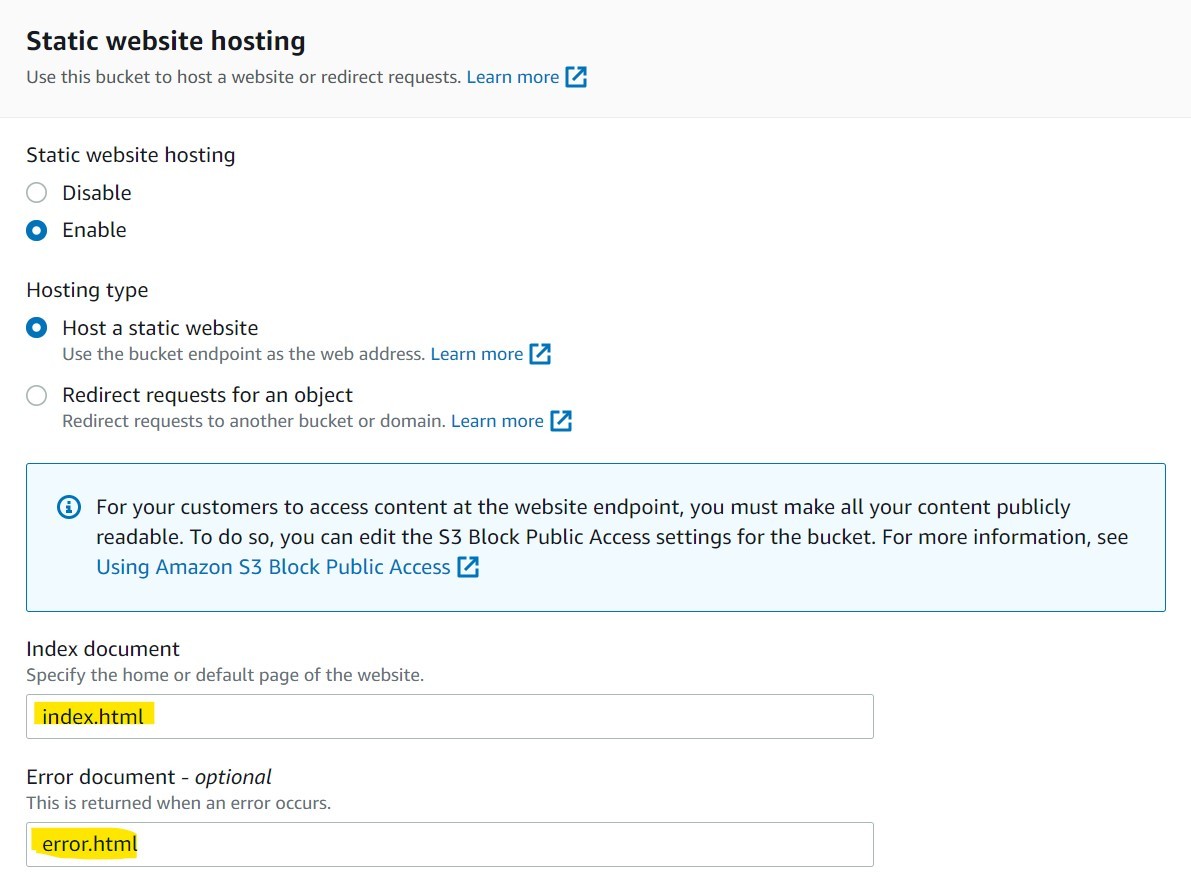 Static website hosting
Use this bucket to host a website or redirect requests. Learn more
Static website hosting
Disable
Enable
Hosting type
Host a static website
Use the bucket endpoint as the web address. Learn more
Redirect requests for an object
Redirect requests to another bucket or domain. Learn more
For your customers to access content at the website endpoint, you must make all your content publicly
readable. To do so, you can edit the S3 Block Public Access settings for the bucket. For more information, see
Using Amazon S3 Block Public Access
Index document
Specify the home or default page of the website.
index.html
Error document - optional
This is returned when an error occurs.
error.html